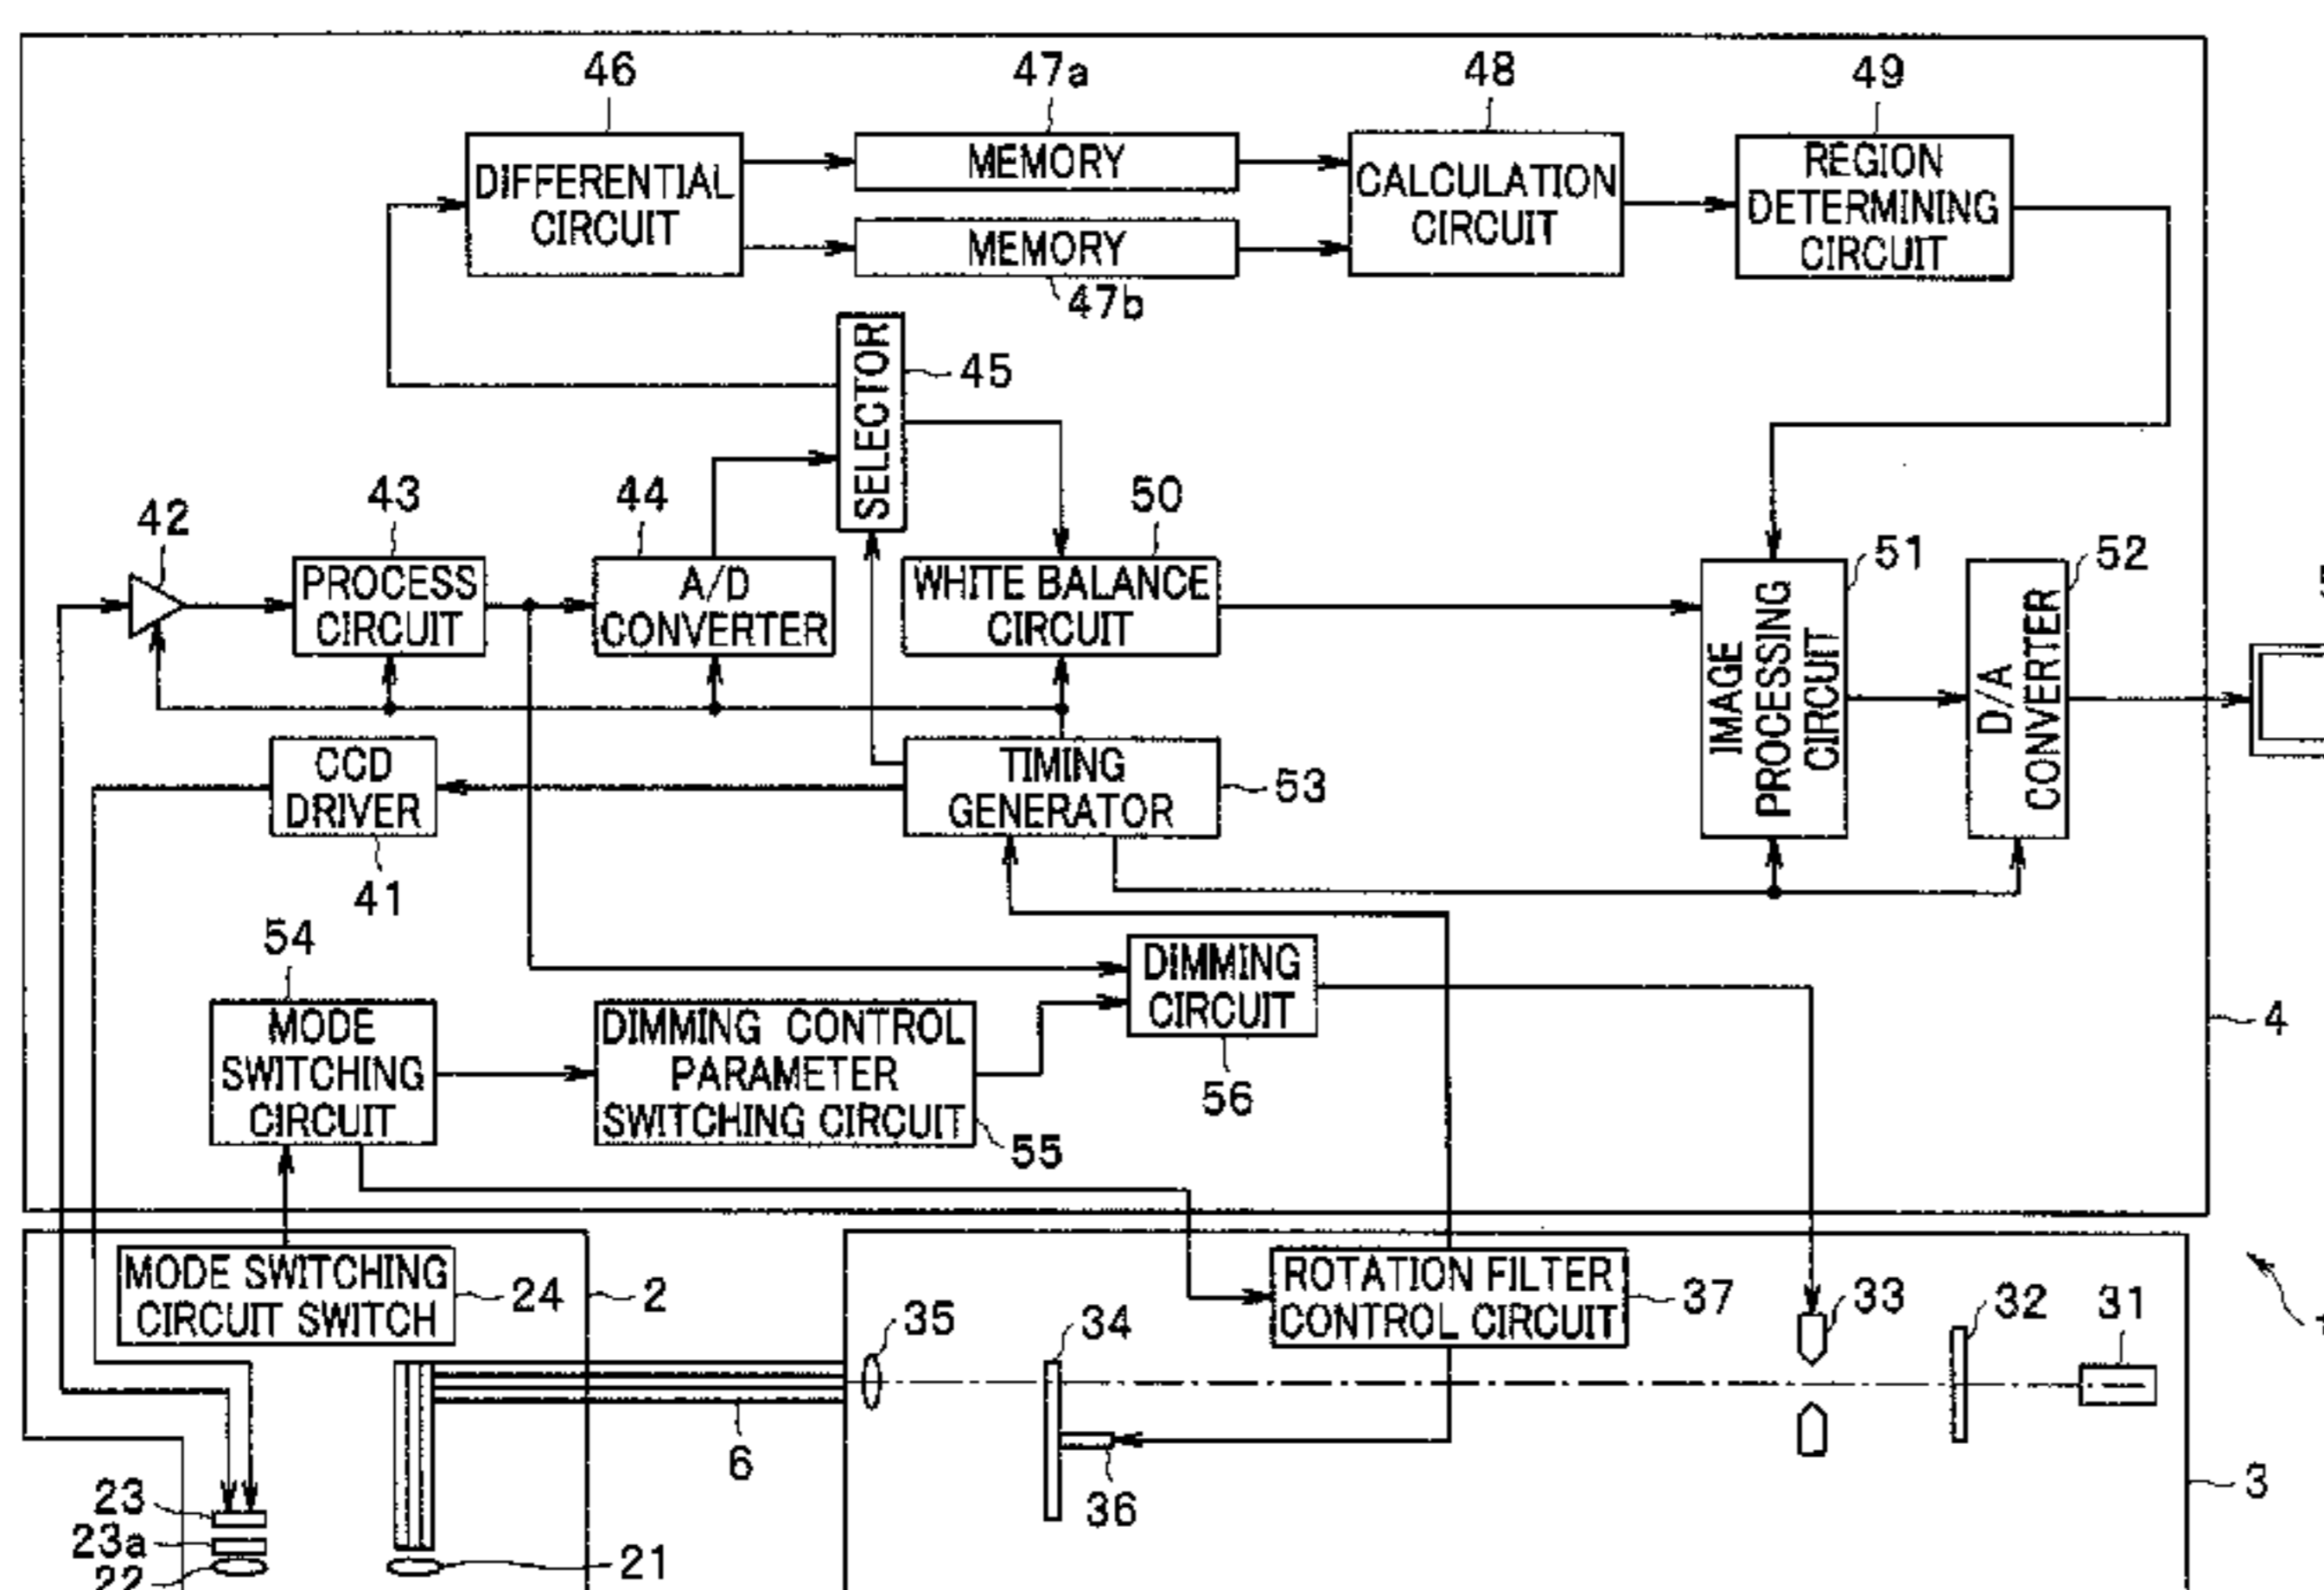 46
47a
48
49
DIFFERENTIAL
CIRCUIT
MEMORY
MEMORY
47b
CALCULATION
CIRCUIT
REGION
DETERMINING
CIRCUIT
SELECTOR
45
42
43
44
50
51
52
PROCESS
CIRCUIT
A/D
CONVERTER
WHITE BALANCE
CIRCUIT
IMAGE
PROCESSING
CIRCUIT
D/A
CONVERTER
CCD
DRIVER
41
TIMING
GENERATOR
53
54
MODE
SWITCHING
CIRCUIT
DIMMING CONTROL
PARAMETER
SWITCHING CIRCUIT
55
DIMMING
CIRCUIT
56
4
MODE SWITCHING
CIRCUIT SWITCH
24
2
35
34
ROTATION FILTER
CONTROL CIRCUIT
37
33
32
31
6
36
3
23
23a
22
21